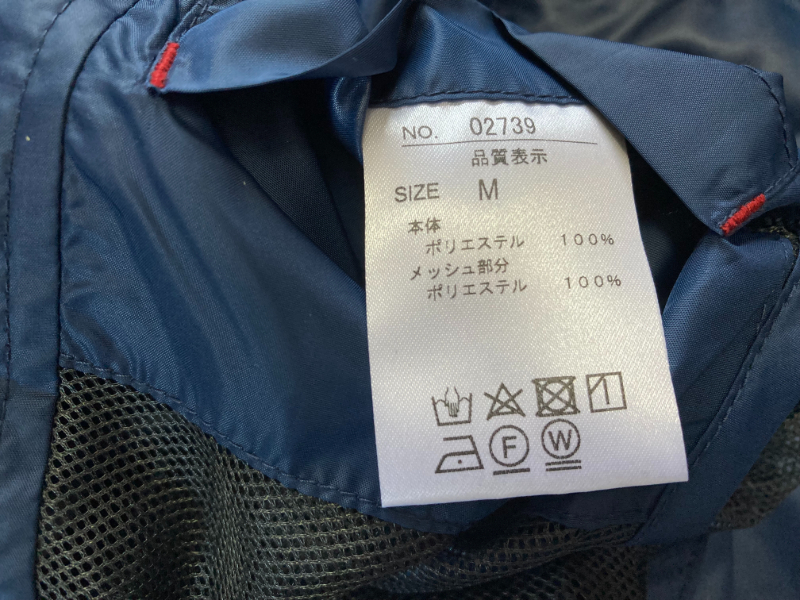 NO. 02739
品質表示
SIZE M
本体
ポリエステル 100%
メッシュ部分
ポリエステル 100%
F W